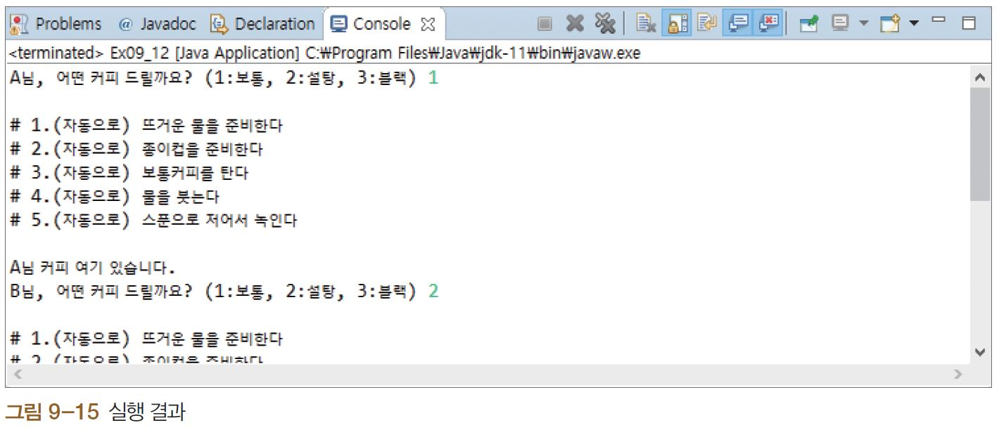 Problems @ Javadoc Declaration Console
<terminated> Ex09_12 [Java Application] C:₩Program Files₩Java₩jdk-11₩bin₩javaw.exe
A님, 어떤 커피 드릴까요? (1:보통, 2:설탕, 3:블랙) 1
# 1.(자동으로) 뜨거운 물을 준비한다
# 2.(자동으로) 종이컵을 준비한다
# 3.(자동으로) 보통커피를 탄다
# 4.(자동으로) 물을 붓는다
# 5.(자동으로) 스푼으로 저어서 녹인다
A님 커피 여기 있습니다.
B님, 어떤 커피 드릴까요? (1:보통, 2:설탕, 3:블랙) 2
# 1.(자동으로) 뜨거운 물을 준비한다
# 2.(자동으로) 종이컵을 준비한다
그림 9-15 실행 결과